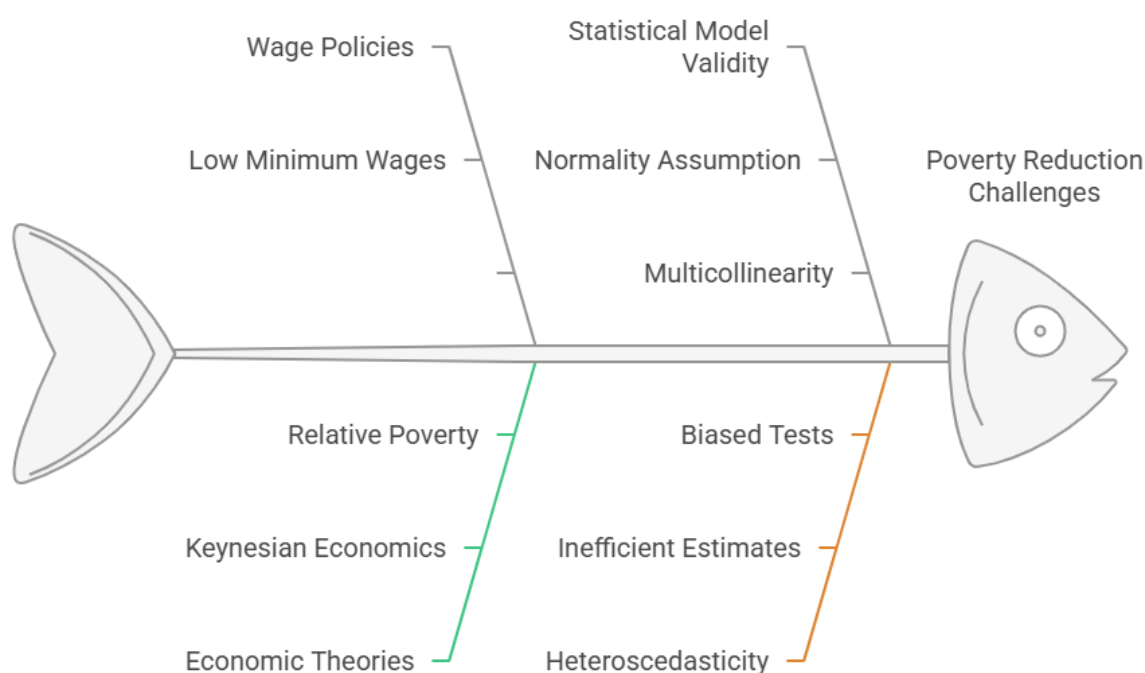 Wage Policies
Low Minimum Wages
Statistical Model
Validity
Normality Assumption
Multicollinearity
Poverty Reduction
Challenges
Relative Poverty
Keynesian Economics
Economic Theories
Biased Tests
Inefficient Estimates
Heteroscedasticity